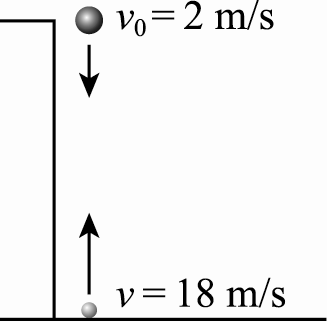 v₀ = 2 m/s
v = 18 m/s